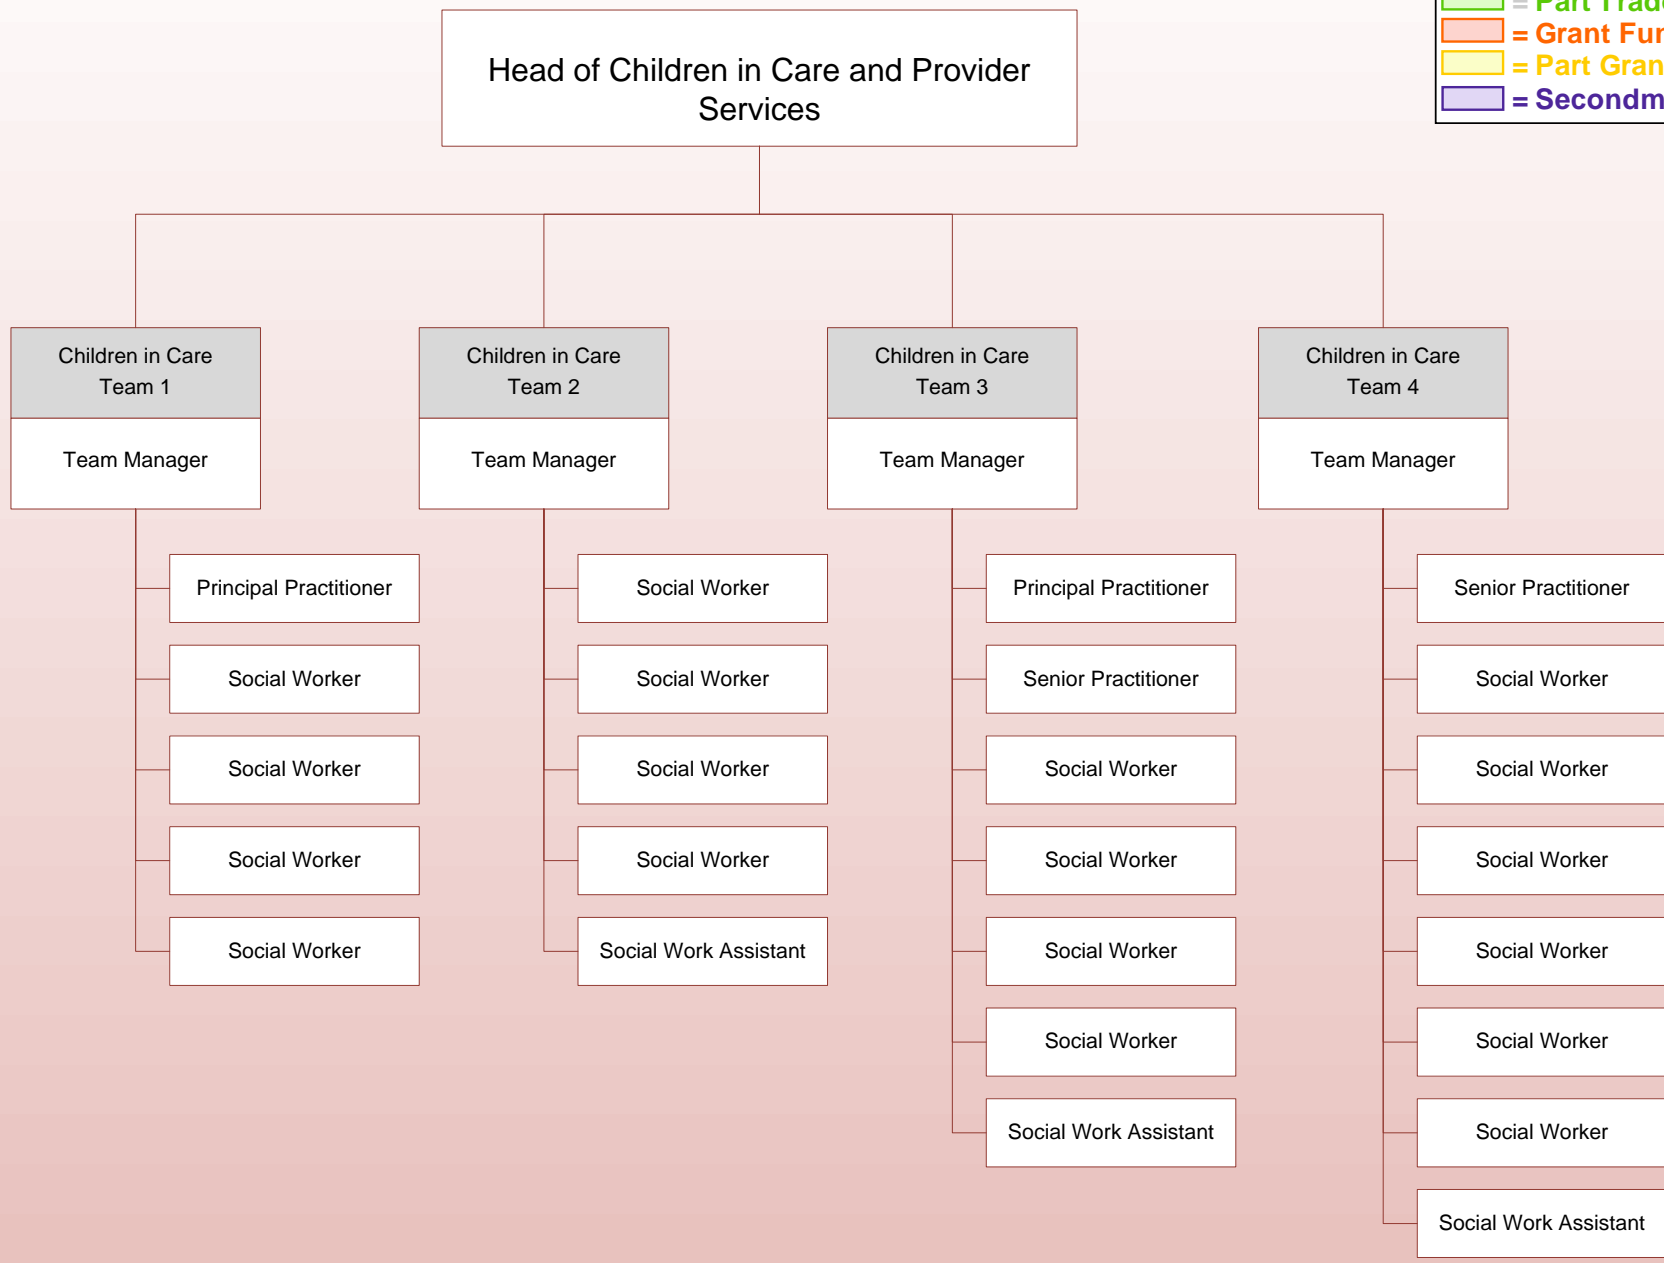 = Part
= Grant
= Part
=
Head of Children in Care and Provider
Services
Children in Care
Team 1
Team Manager
Principal Practitioner
Social Worker
Social Worker
Social Worker
Social Worker
Children in Care
Team 2
Team Manager
Social Worker
Social Worker
Social Worker
Social Worker
Social Work Assistant
Children in Care
Team 3
Team Manager
Principal Practitioner
Senior Practitioner
Social Worker
Social Worker
Social Worker
Social Worker
Social Work Assistant
Children in Care
Team 4
Team Manager
Senior Practitioner
Social Worker
Social Worker
Social Worker
Social Worker
Social Worker
Social Worker
Social Work Assistant